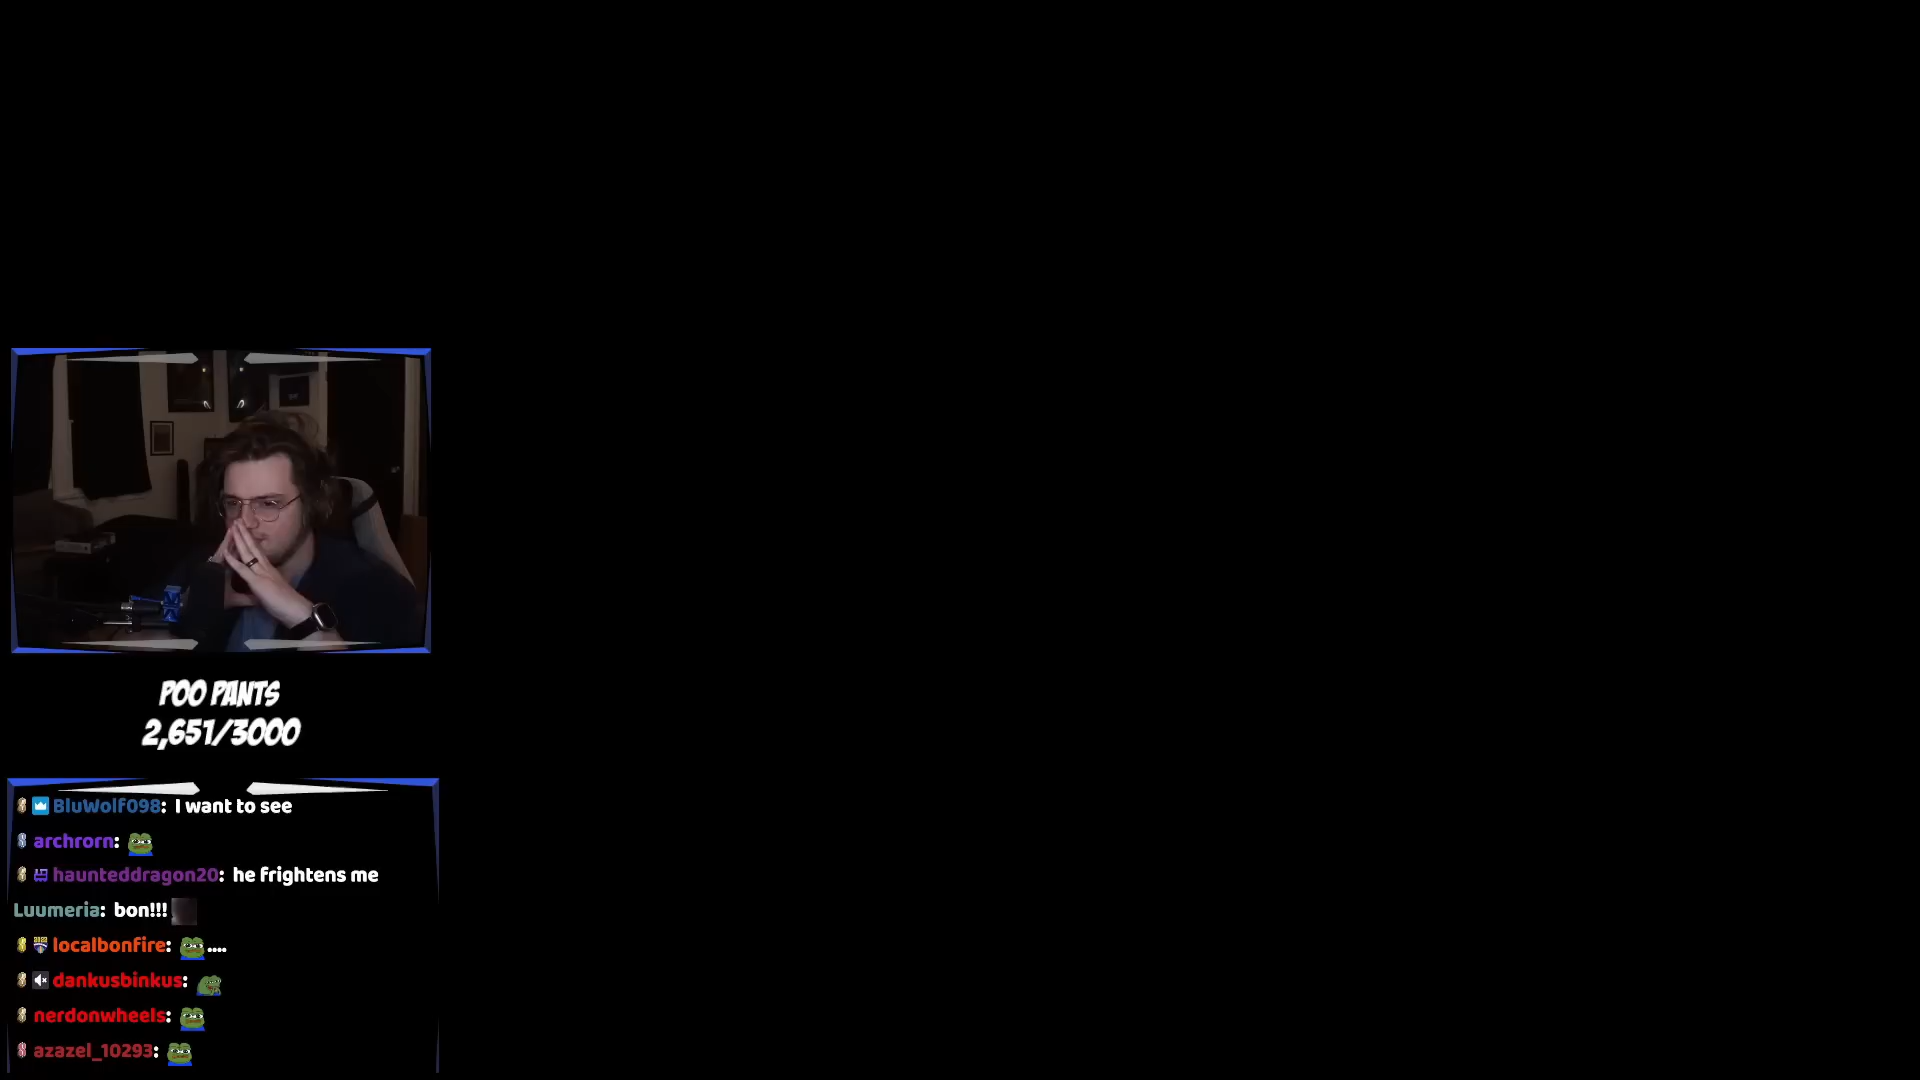 POO PANTS
2,651/3000
BluWolf098: I want to see
archrorn:
haunteddragon20: he frightens me
Luumeria: bon!!!
localbonfire: ....
dankusbinkus:
nerdonwheels:
azazel_10293: